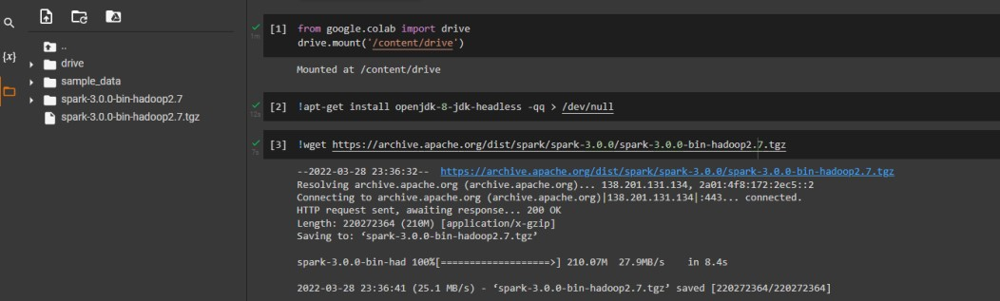 {x}
..
drive
sample_data
spark-3.0.0-bin-hadoop2.7
spark-3.0.0-bin-hadoop2.7.tgz
1m
[1] from google.colab import drive
drive.mount('/content/drive')
Mounted at /content/drive
12s
[2] !apt-get install openjdk-8-jdk-headless -qq > /dev/null
7s
[3] !wget https://archive.apache.org/dist/spark/spark-3.0.0/spark-3.0.0-bin-hadoop2.7.tgz
--2022-03-28 23:36:32-- https://archive.apache.org/dist/spark/spark-3.0.0/spark-3.0.0-bin-hadoop2.7.tgz
Resolving archive.apache.org (archive.apache.org)... 138.201.131.134, 2a01:4f8:172:2ec5::2
Connecting to archive.apache.org (archive.apache.org)|138.201.131.134|:443... connected.
HTTP request sent, awaiting response... 200 OK
Length: 220272364 (210M) [application/x-gzip]
Saving to: ‘spark-3.0.0-bin-hadoop2.7.tgz’
spark-3.0.0-bin-had 100%[===================>] 210.07M 27.9MB/s in 8.4s
2022-03-28 23:36:41 (25.1 MB/s) - ‘spark-3.0.0-bin-hadoop2.7.tgz’ saved [220272364/220272364]